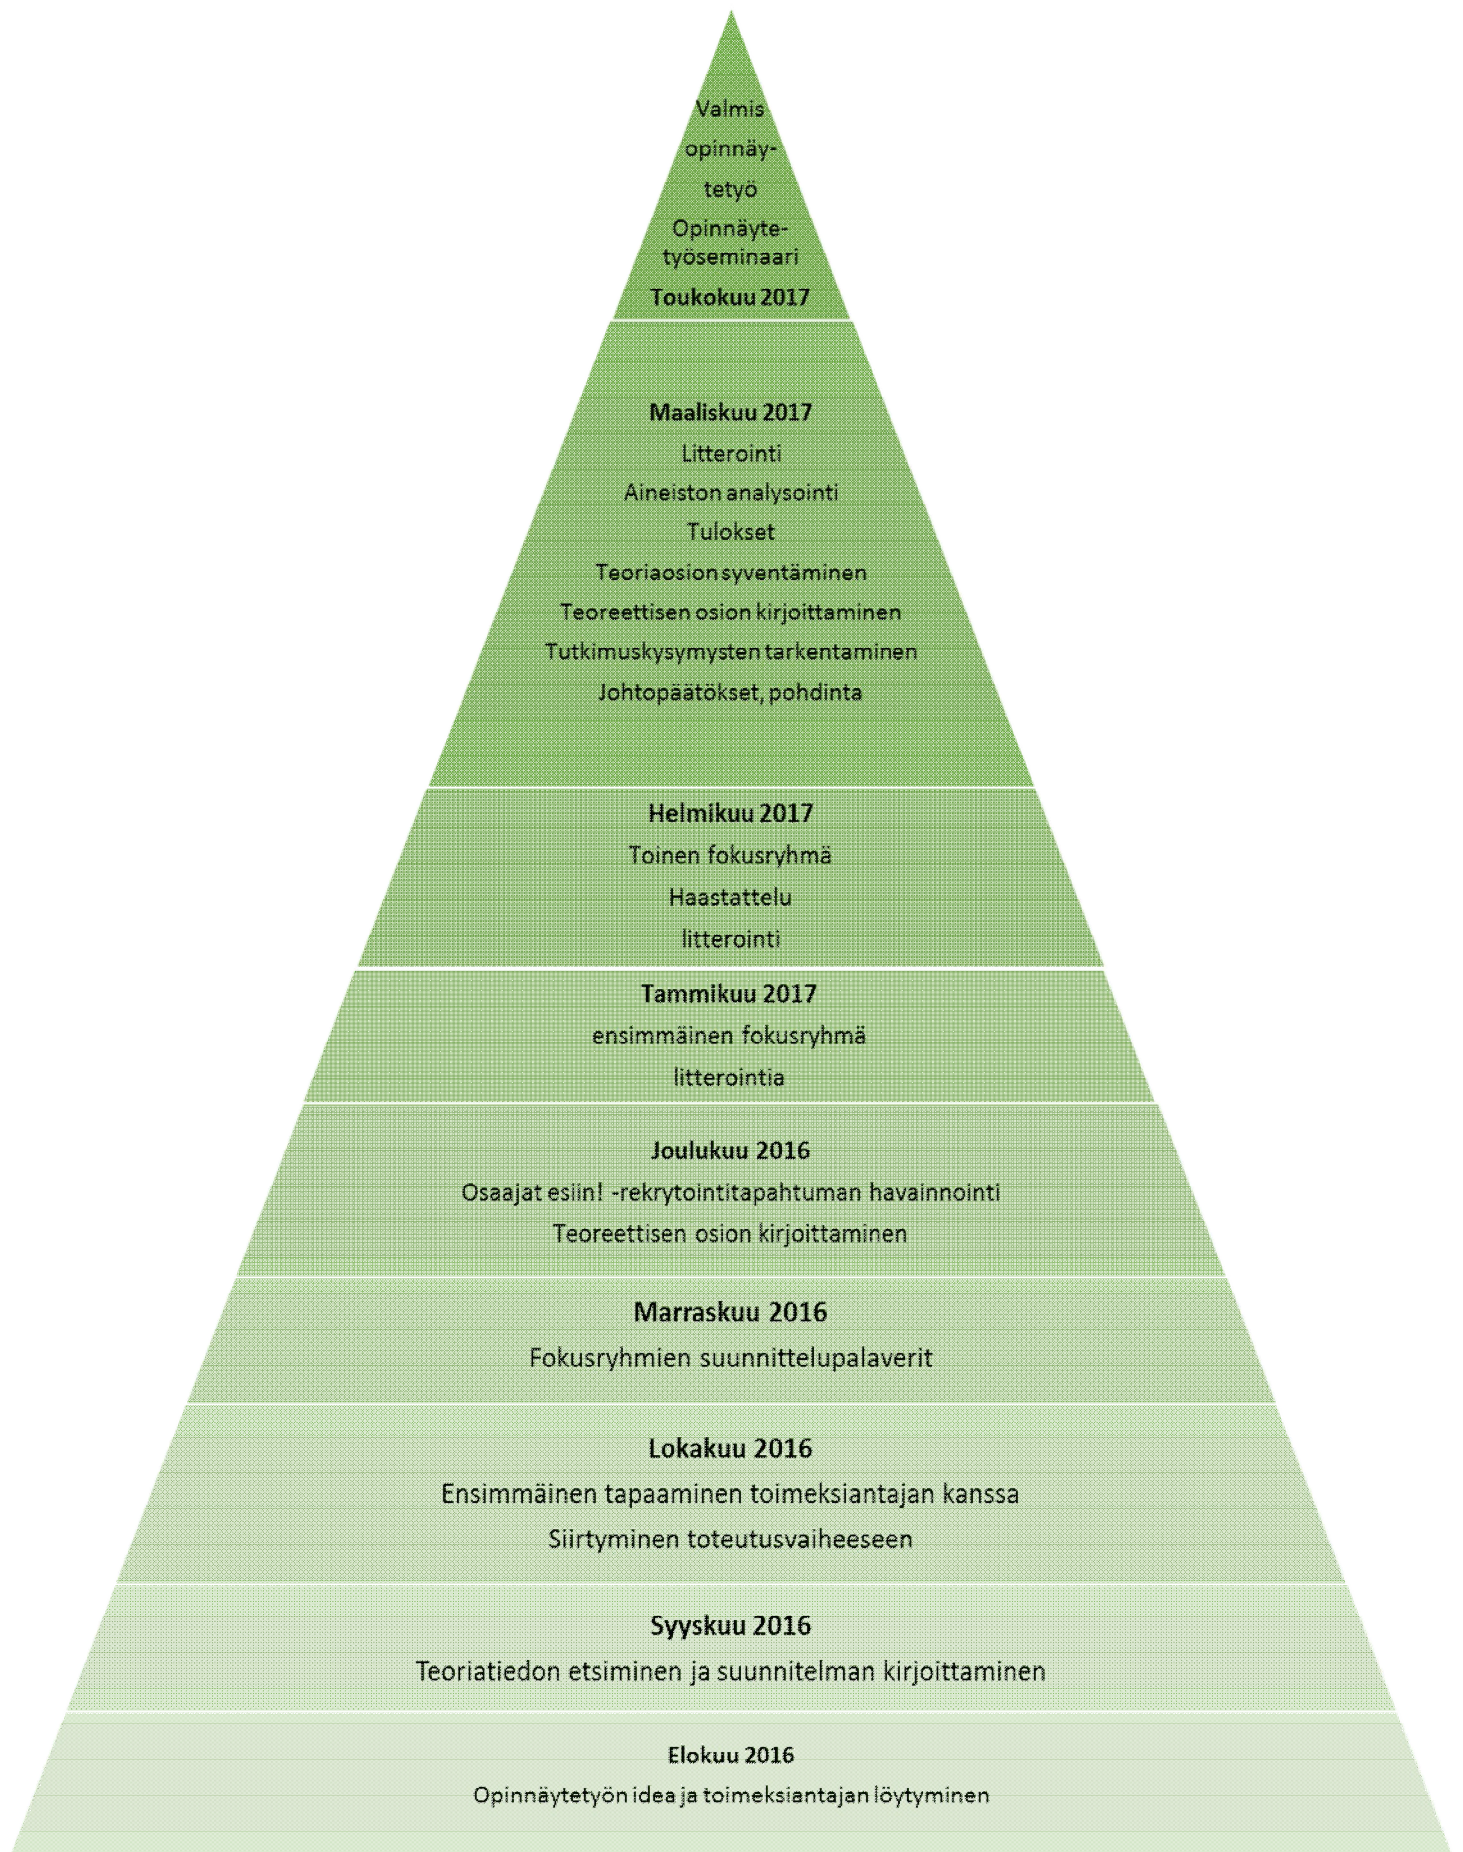 Valmis
opinnäy-
tetyö
Opinnäyte-
työseminaari
Toukokuu 2017
Maaliskuu 2017
Litterointi
Aineiston analysointi
Tulokset
Teoriaosion syventäminen
Teoreettisen osion kirjoittaminen
Tutkimuskysymysten tarkentaminen
Johtopäätökset, pohdinta
Helmikuu 2017
Toinen fokusryhmä
Haastattelu
litterointi
Tammikuu 2017
ensimmäinen fokusryhmä
litterointia
Joulukuu 2016
Osaajat esiin! -rekrytointitapahtuman havainnointi
Teoreettisen osion kirjoittaminen
Marraskuu 2016
Fokusryhmien suunnittelupalaverit
Lokakuu 2016
Ensimmäinen tapaaminen toimeksiantajan kanssa
Siirtyminen toteutusvaiheeseen
Syyskuu 2016
Teoriatiedon etsiminen ja suunnitelman kirjoittaminen
Elokuu 2016
Opinnäytetyön idea ja toimeksiantajan löytyminen